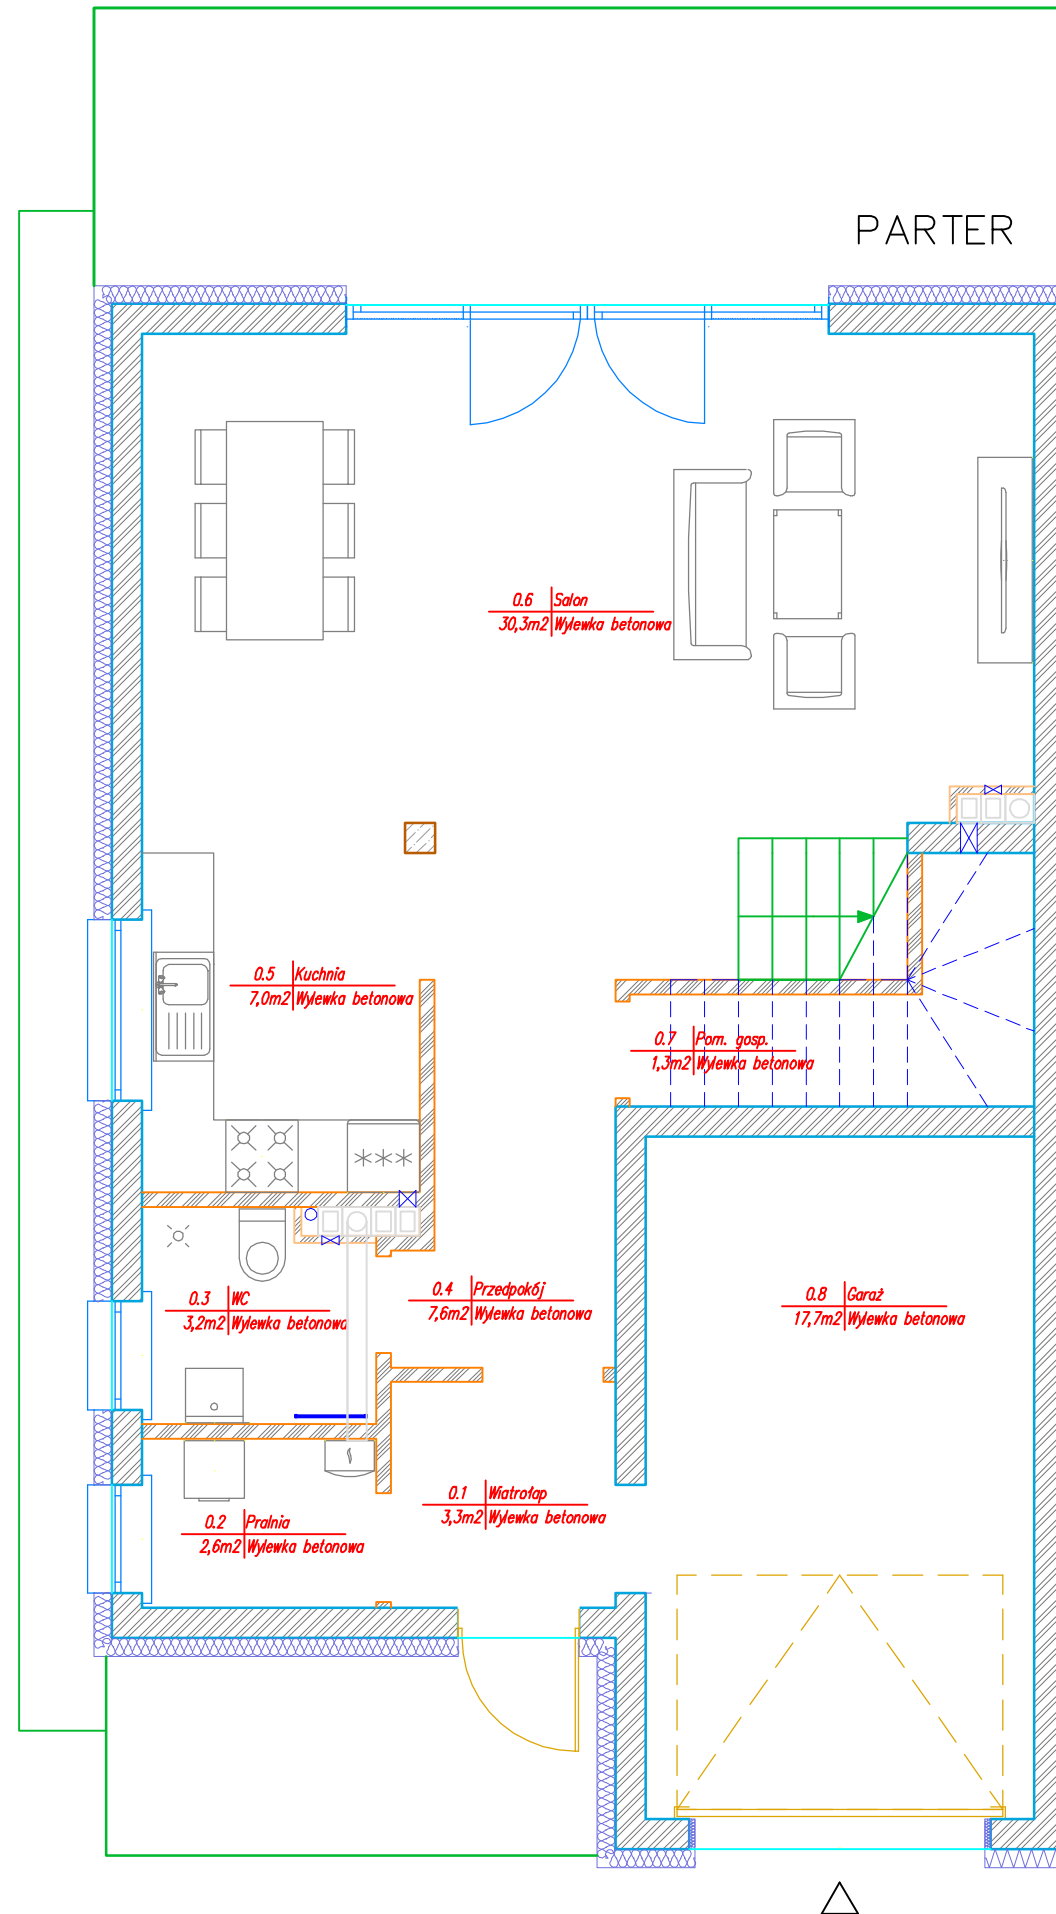 PARTER
0.6 Salon
30,3m2 Wylewka betonowa
0.5 Kuchnia
7,0m2 Wylewka betonowa
0.7 Pom. gosp.
1,3m2 Wylewka betonowa
0.3 WC
3,2m2 Wylewka betonowa
0.4 Przedpokój
7,6m2 Wylewka betonowa
0.8 Garaż
17,7m2 Wylewka betonowa
0.1 Wiatrołap
3,3m2 Wylewka betonowa
0.2 Pralnia
2,6m2 Wylewka betonowa